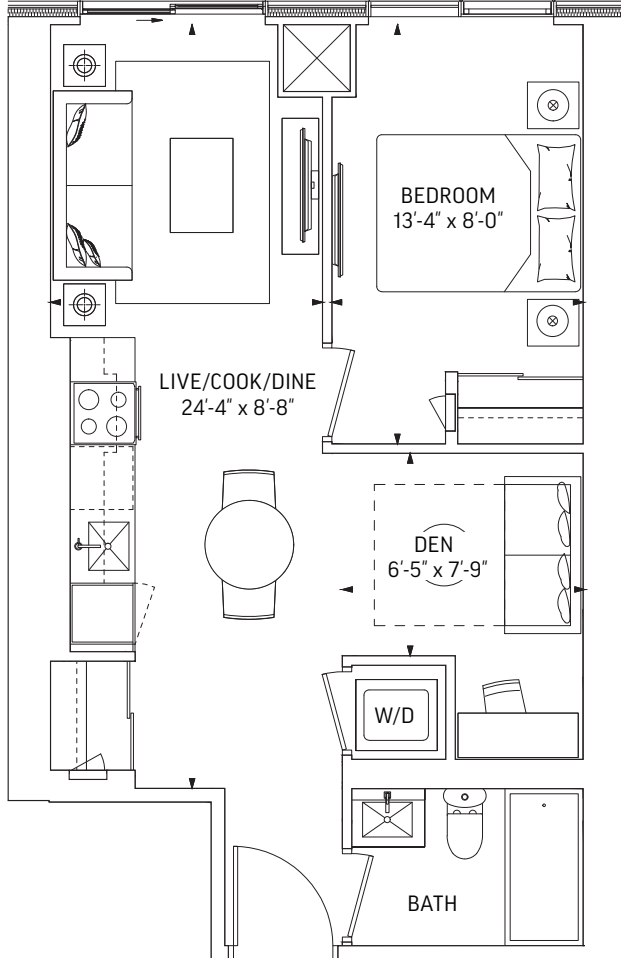 BEDROOM
13'-4" x 8'-0"
LIVE/COOK/DINE
24'-4" x 8'-8"
DEN
6'-5" x 7'-9"
W/D
BATH